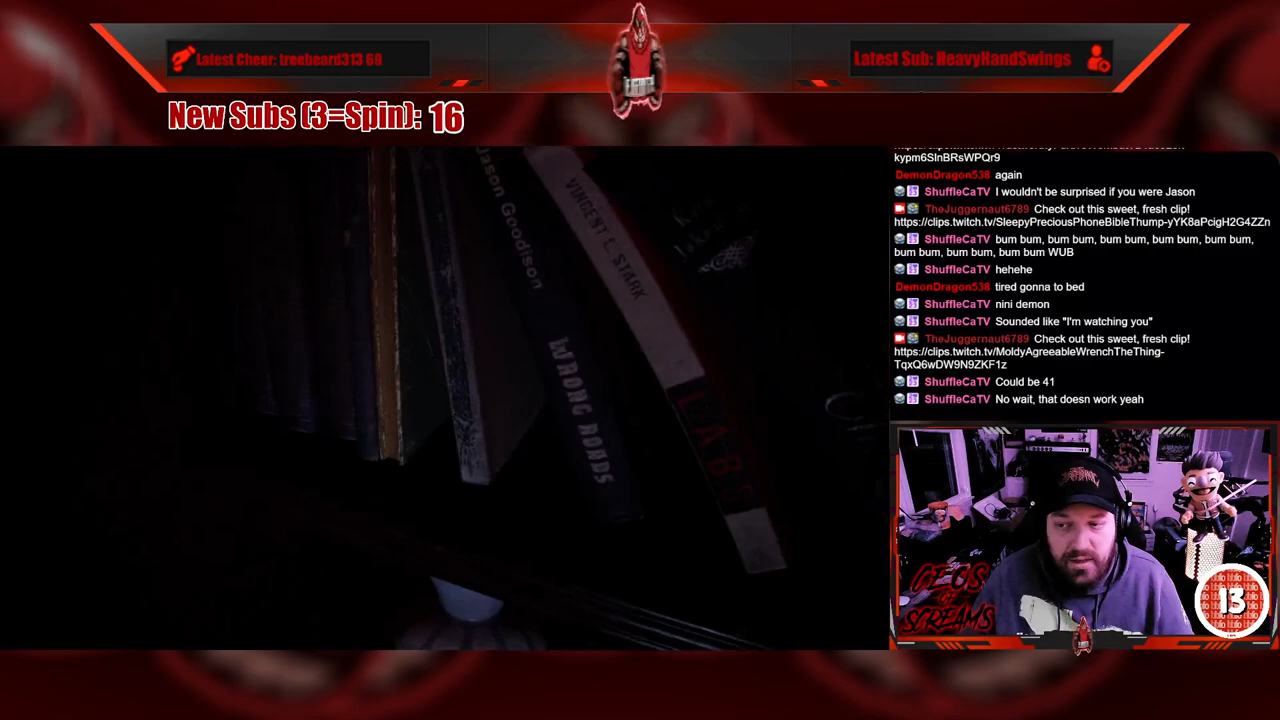 Latest Cheer: treebeard313 69
Latest Sub: HeavyHandSwings
New Subs (3=Spin): 16
Jason Goodison
WRONG ROADS
VINCENT L. STARK
kypm6SlnBRsWPQr9
DemonDragon538 again
ShuffleCaTV I wouldn't be surprised if you were Jason
TheJuggernaut6789 Check out this sweet, fresh clip!
https://clips.twitch.tv/SleepyPreciousPhoneBibleThump-yYK8aPcigH2G4ZZn
ShuffleCaTV bum bum, bum bum, bum bum, bum bum, bum bum,
bum bum, bum bum, bum bum WUB
ShuffleCaTV hehehe
DemonDragon538 tired gonna to bed
ShuffleCaTV nini demon
ShuffleCaTV Sounded like "I'm watching you"
TheJuggernaut6789 Check out this sweet, fresh clip!
https://clips.twitch.tv/MoldyAgreeableWrenchTheThing-
TqxQ6wDW9N9ZKF1z
ShuffleCaTV Could be 41
ShuffleCaTV No wait, that doesn work yeah
SCREAMS
13